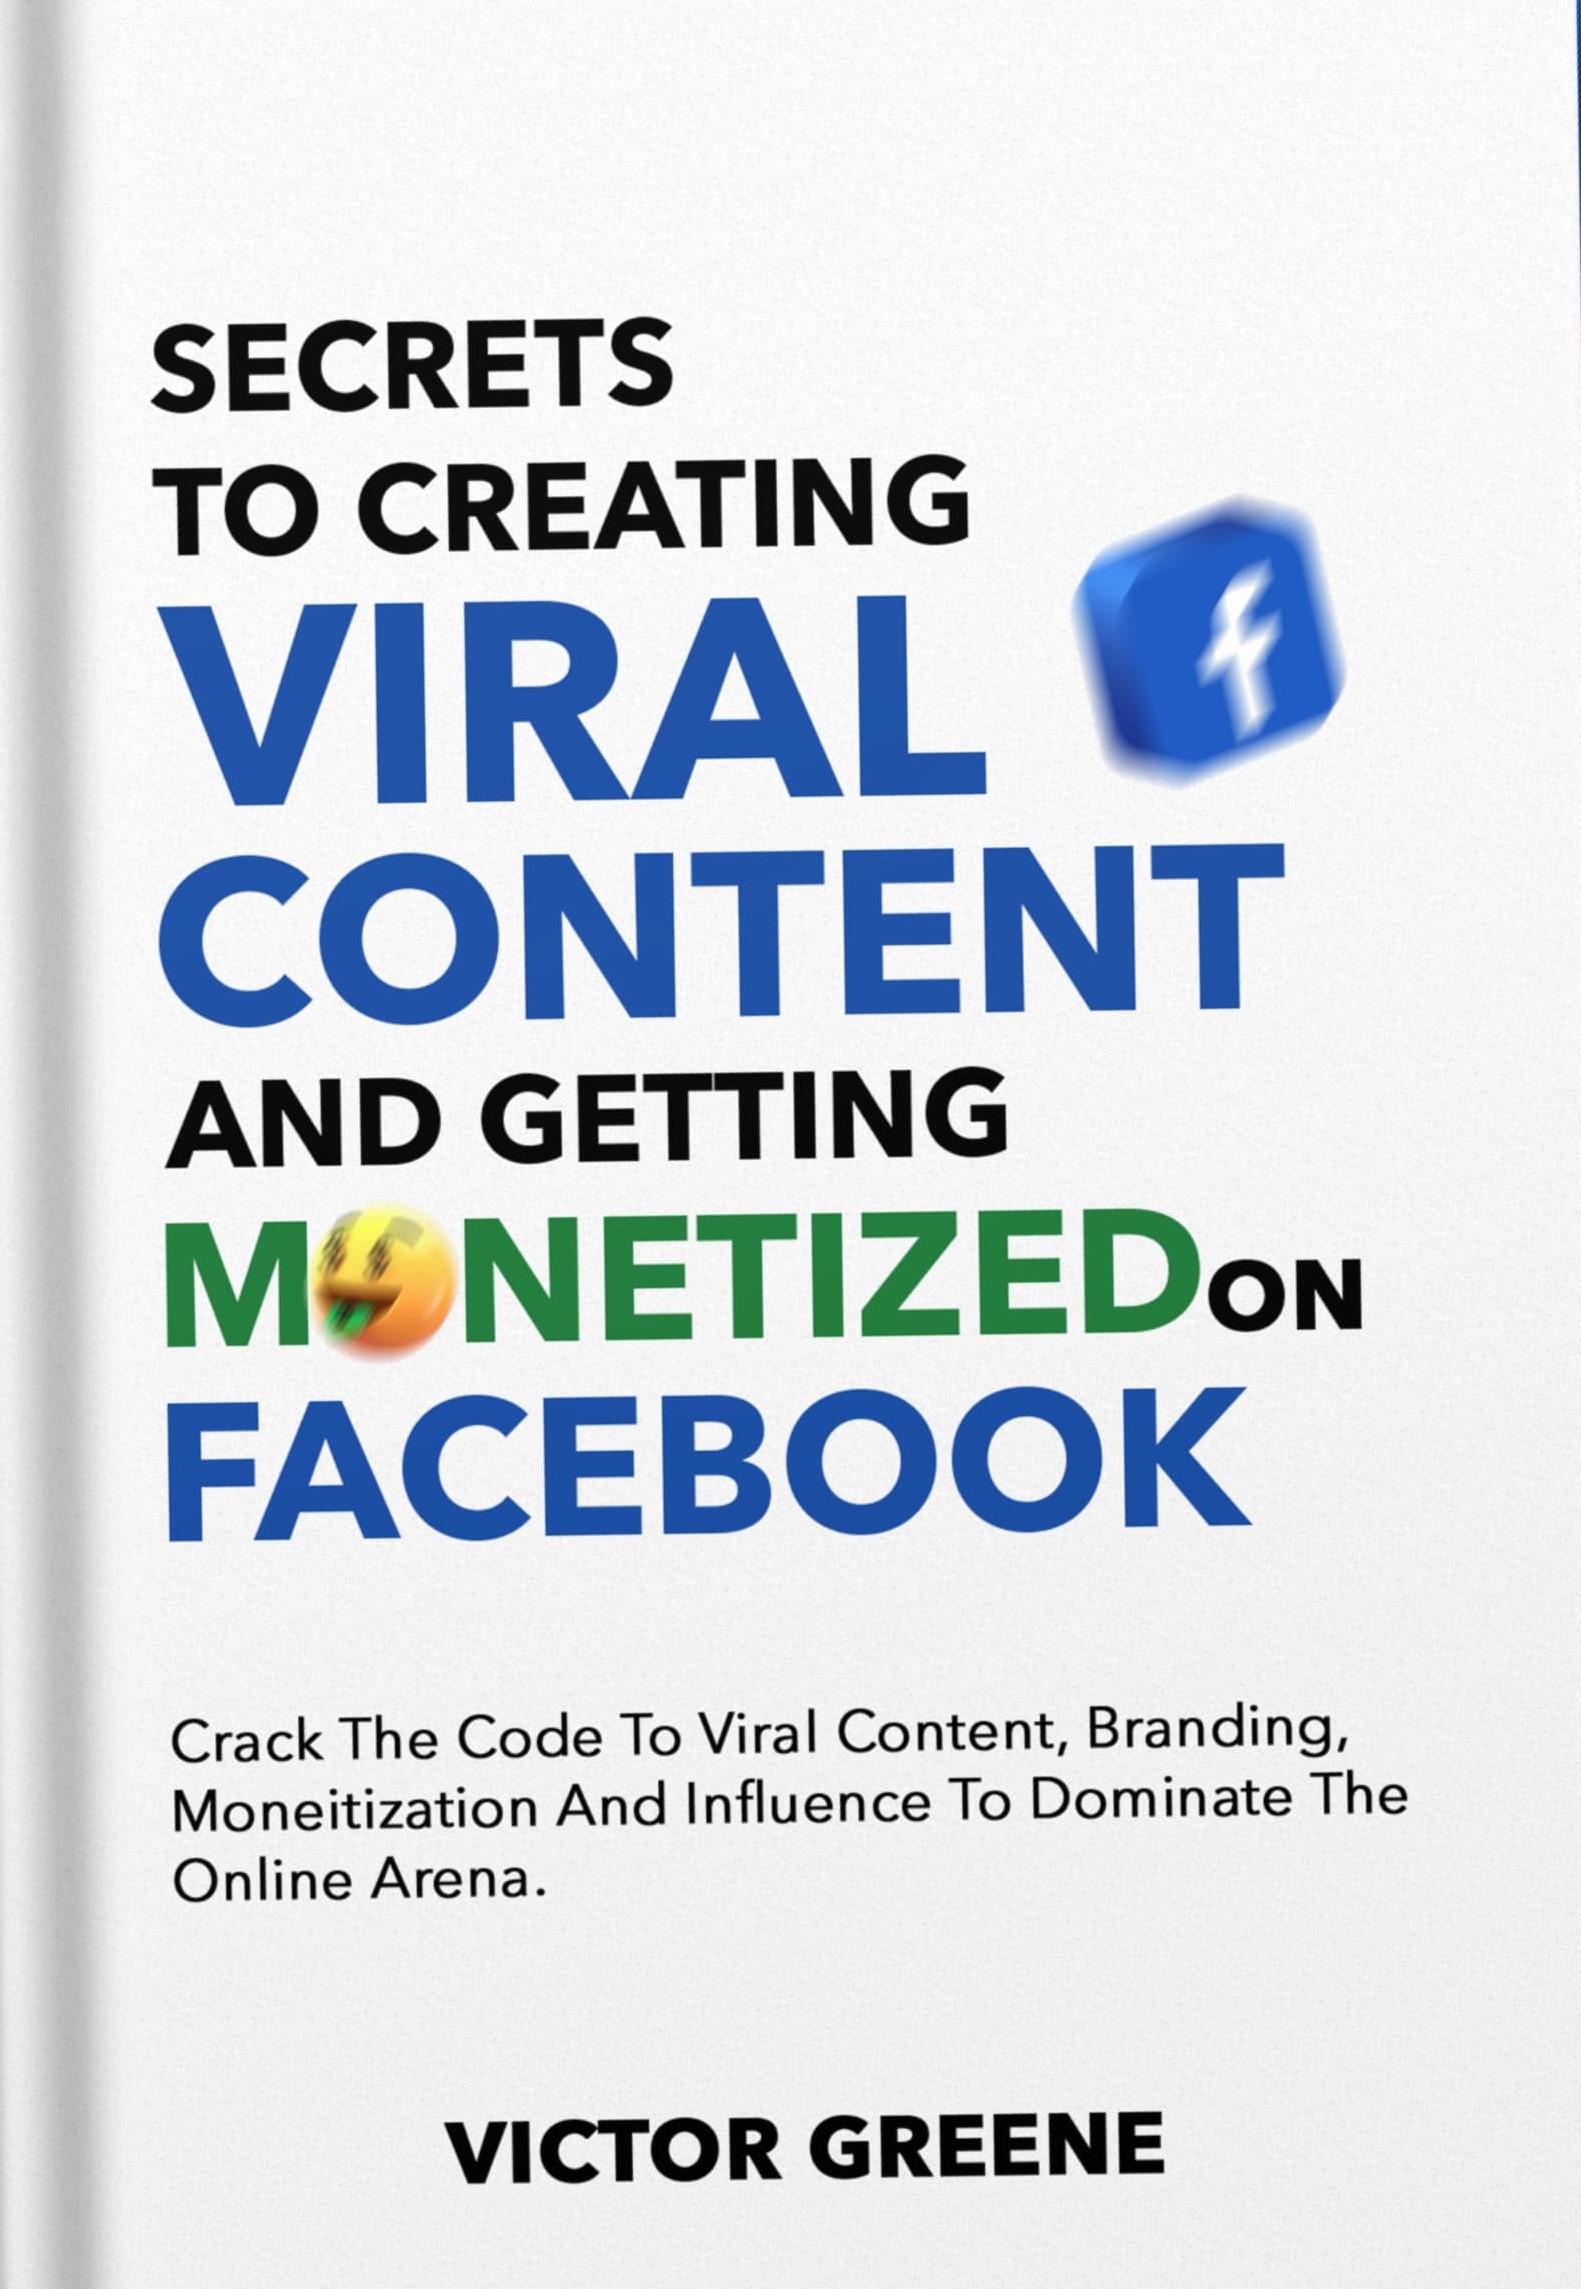 SECRETS
TO CREATING
VIRAL
CONTENT
AND GETTING
M🤑NETIZED ON
FACEBOOK
Crack The Code To Viral Content, Branding,
Moneitization And Influence To Dominate The
Online Arena.
VICTOR GREENE